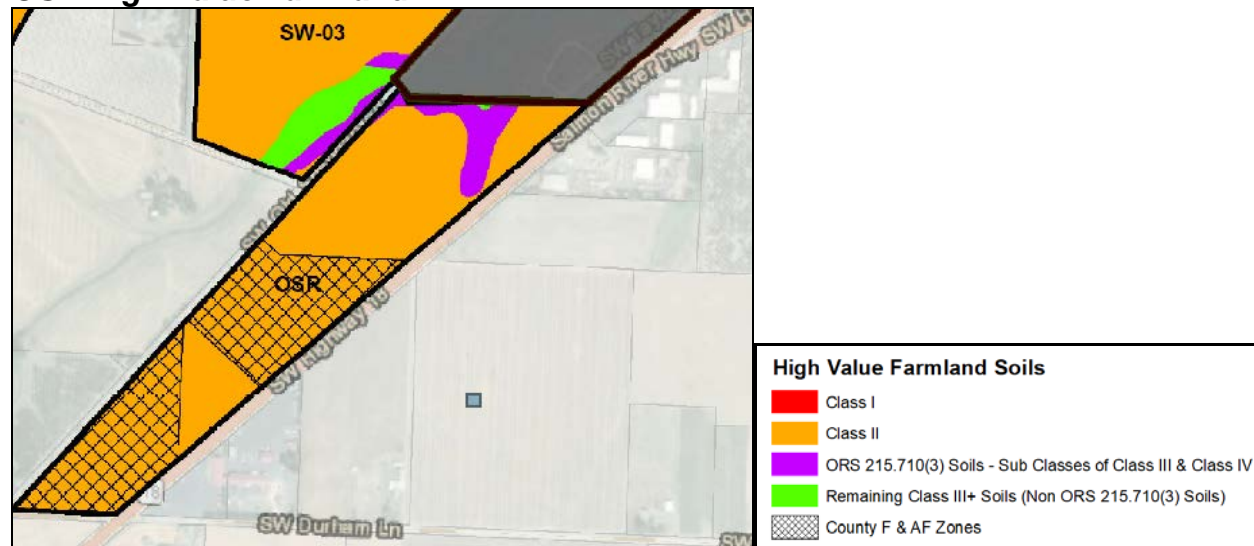 SW-03
Salmon River Hwy
OSR
SW Highway 18
18
SW Durham Ln
SW
High Value Farmland Soils
Class I
Class II
ORS 215.710(3) Soils - Sub Classes of Class III & Class IV
Remaining Class III+ Soils (Non ORS 215.710(3) Soils)
County F & AF Zones